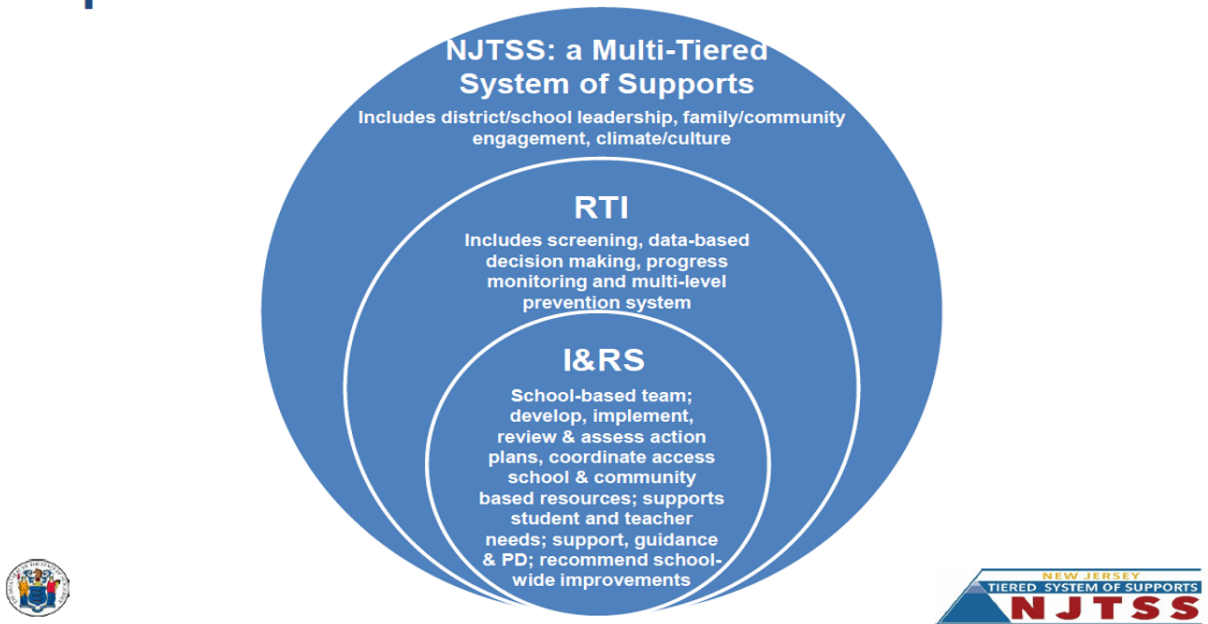 NJTSS: a Multi-Tiered
System of Supports
Includes district/school leadership, family/community
engagement, climate/culture
RTI
Includes screening, data-based
decision making, progress
monitoring and multi-level
prevention system
I&RS
School-based team;
develop, implement,
review & assess action
plans, coordinate access
school & community
based resources; supports
student and teacher
needs; support, guidance
& PD; recommend school-
wide improvements
NEW JERSEY
TIERED SYSTEM OF SUPPORTS
NJTSS